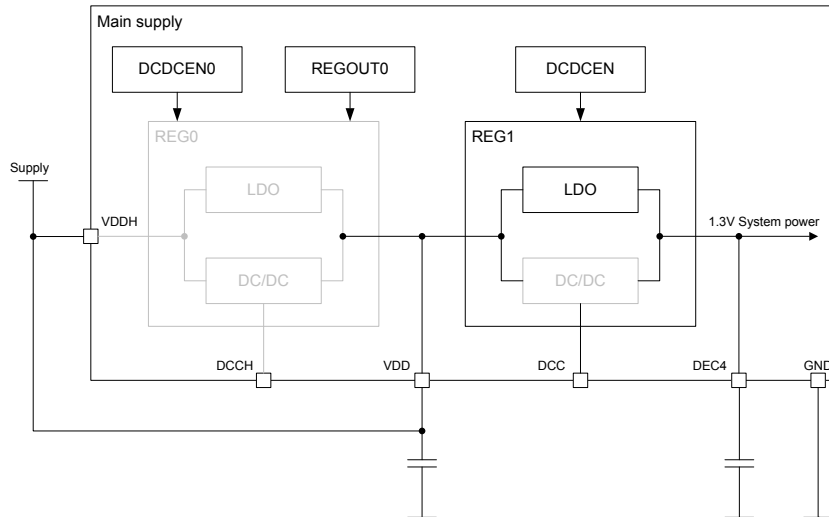 Main supply
DCDCEN0
REGOUT0
DCDCEN
REG0
REG1
Supply
LDO
LDO
VDDH
1.3V System power
DC/DC
DC/DC
DCCH
VDD
DCC
DEC4
GND